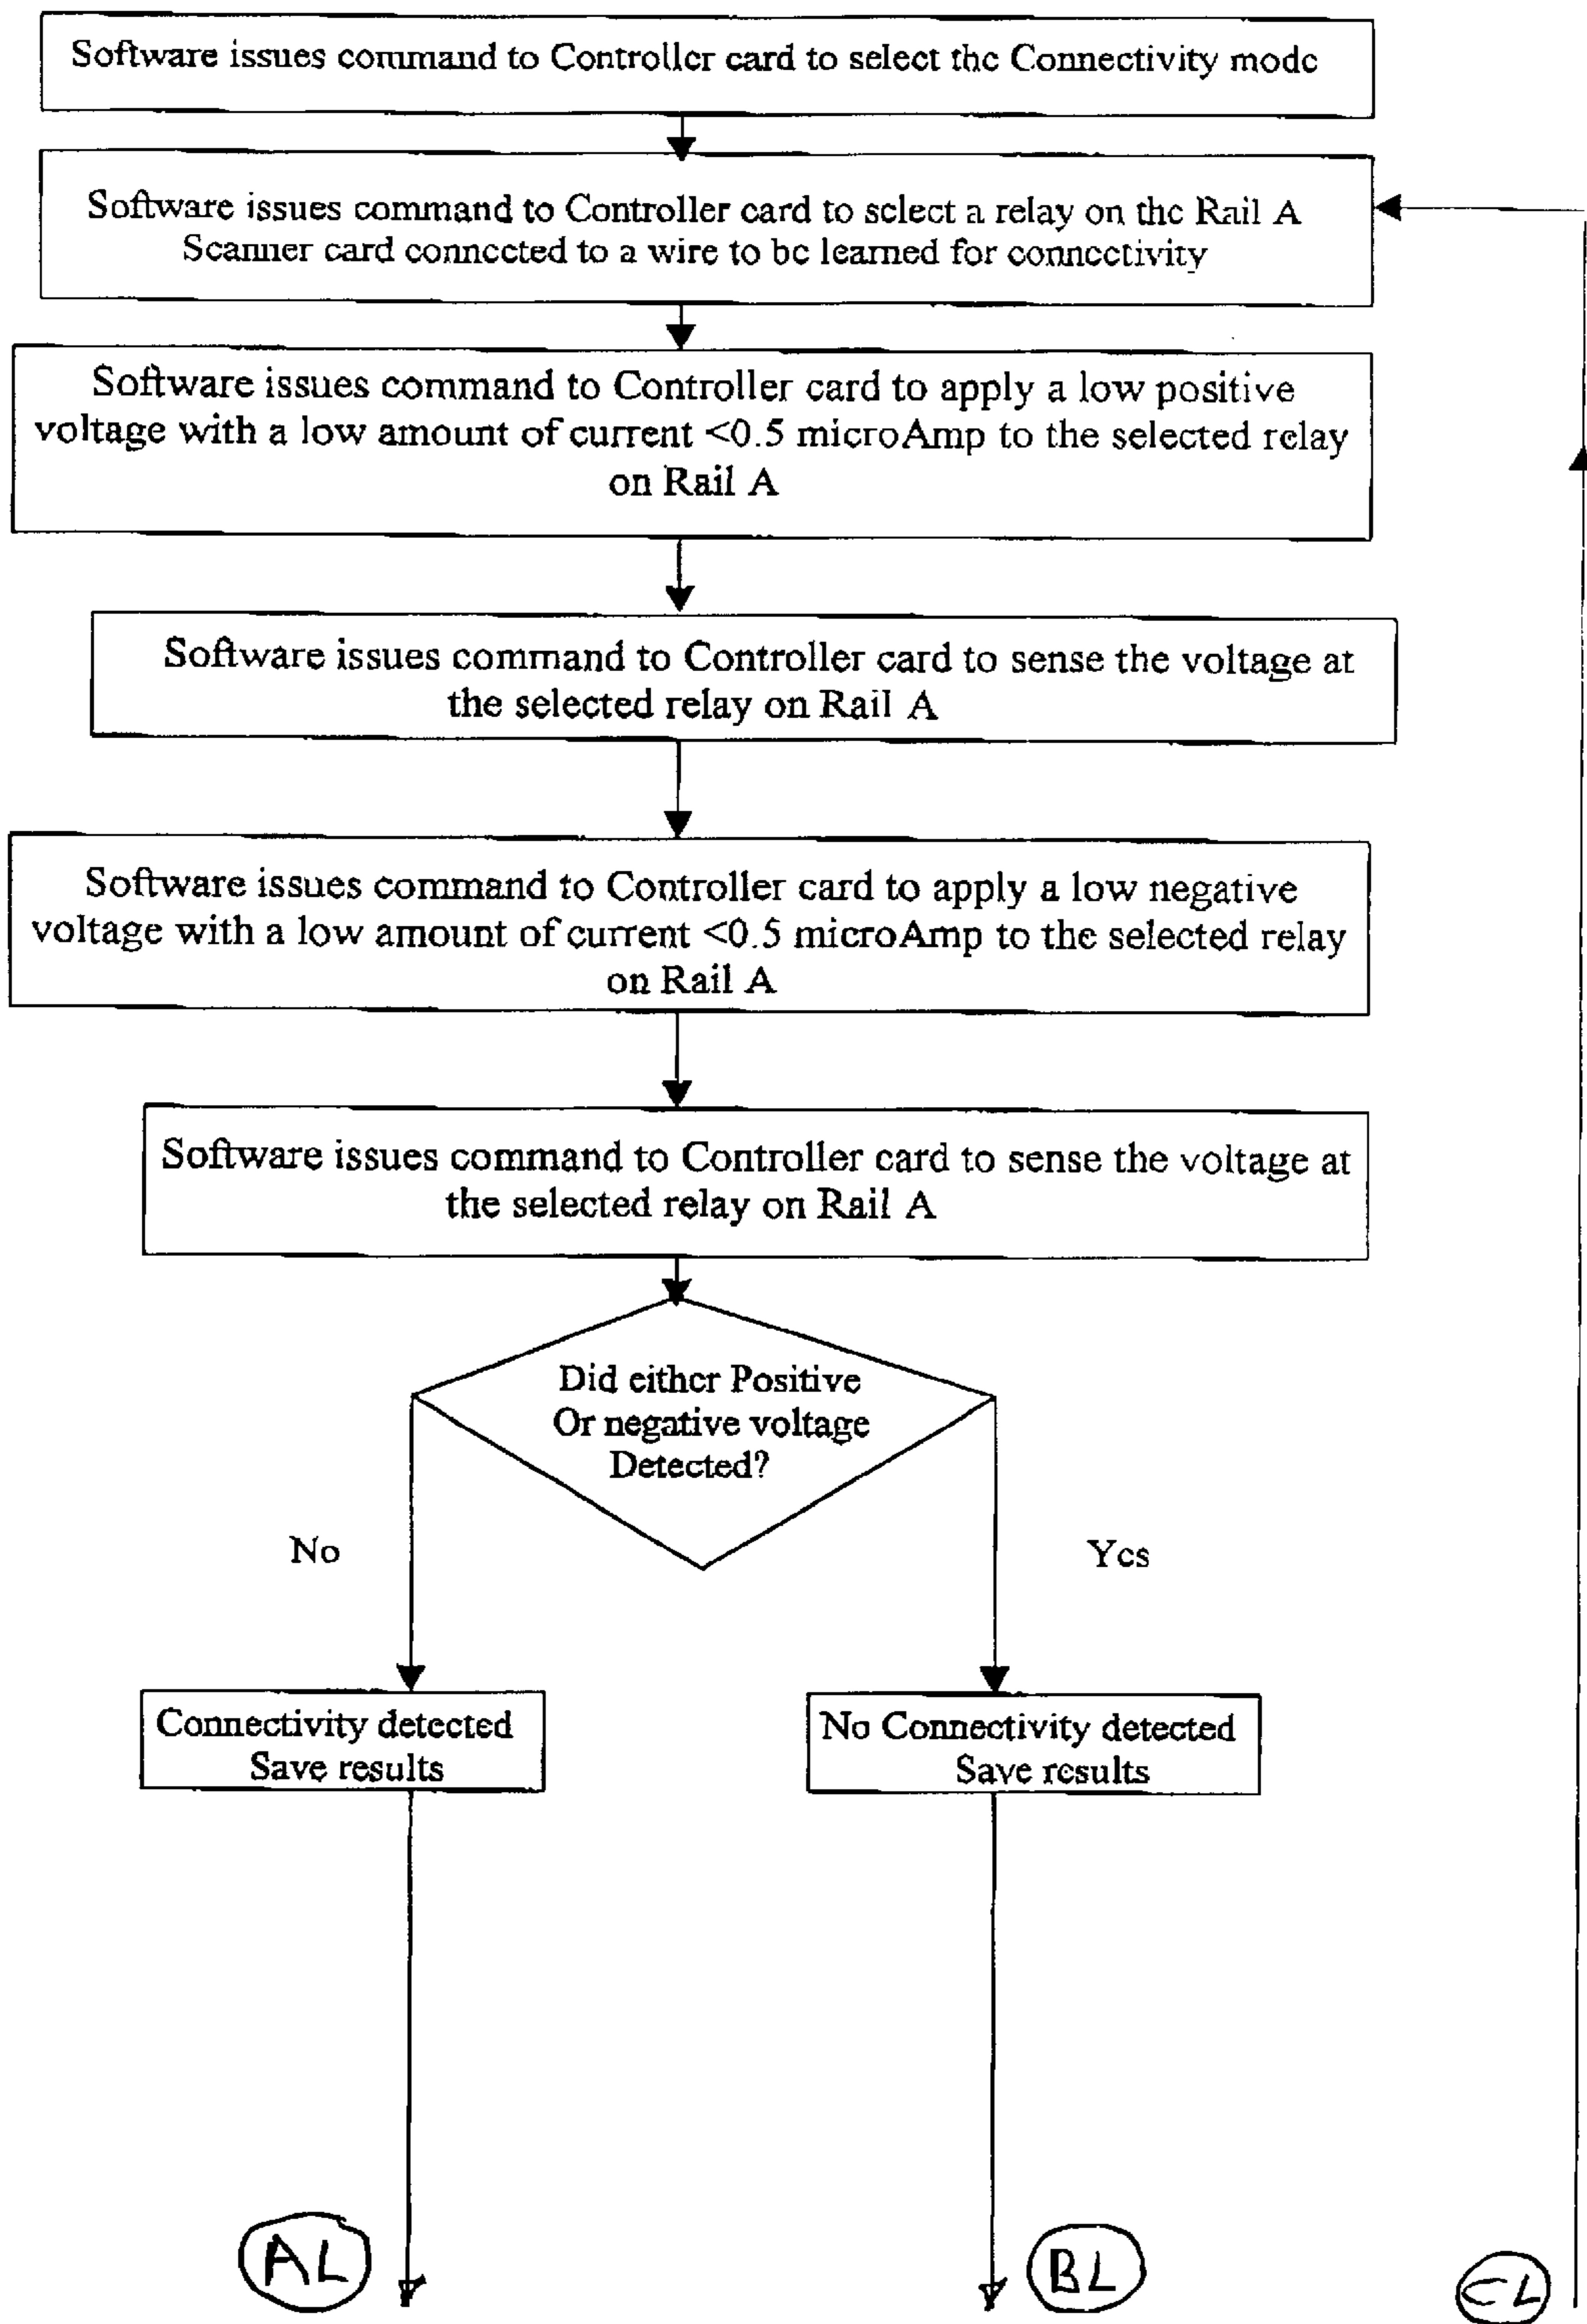 Software issues command to Controller card to select the Connectivity mode
Software issues command to Controller card to select a relay on the Rail A
Scanner card connected to a wire to be learned for connectivity
Software issues command to Controller card to apply a low positive
voltage with a low amount of current <0.5 microAmp to the selected relay
on Rail A
Software issues command to Controller card to sense the voltage at
the selected relay on Rail A
Software issues command to Controller card to apply a low negative
voltage with a low amount of current <0.5 microAmp to the selected relay
on Rail A
Software issues command to Controller card to sense the voltage at
the selected relay on Rail A
Did either Positive
Or negative voltage
Detected?
No
Yes
Connectivity detected
Save results
No Connectivity detected
Save results
AL
BL
CL